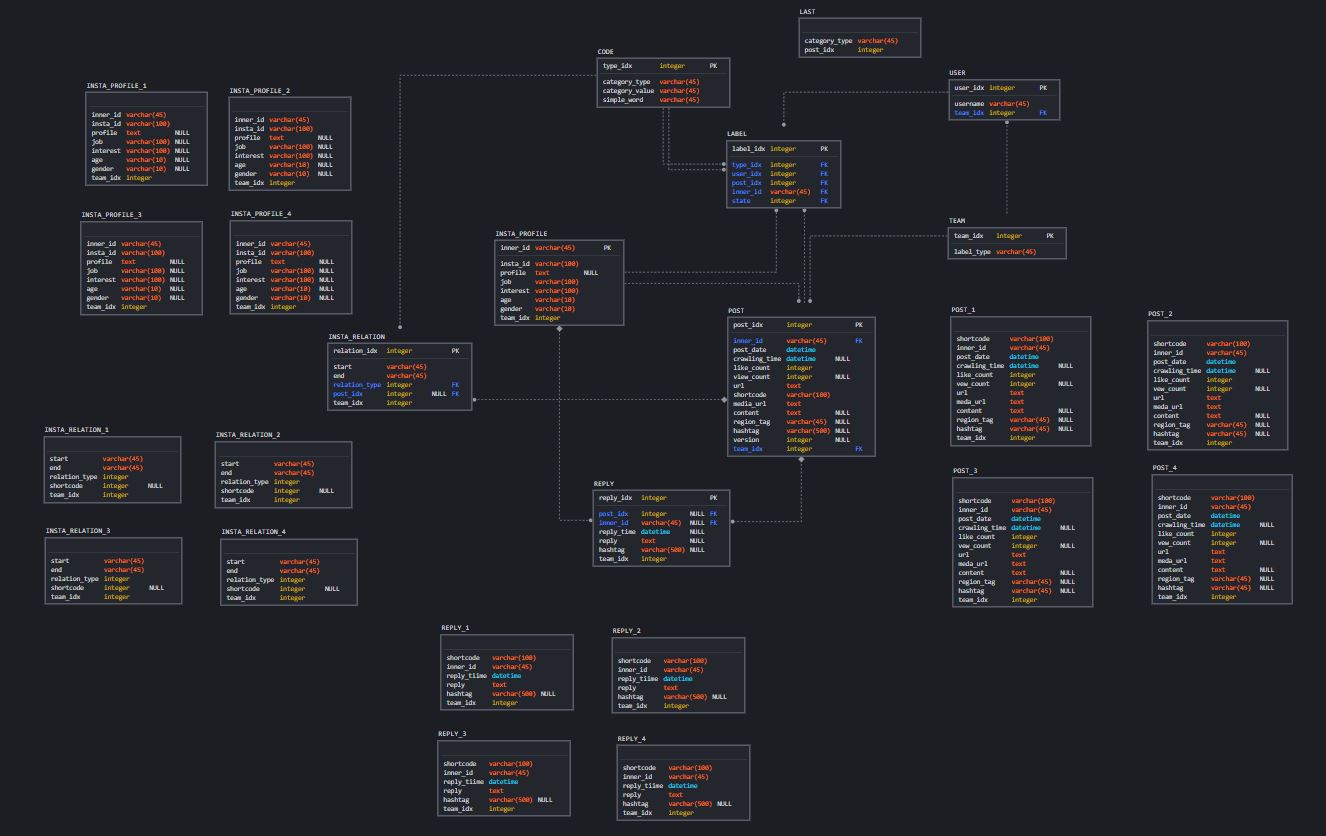 LAST
category_type varchar(45)
post_idx integer
CODE
type_idx integer PK
category_type varchar(45)
category_value varchar(45)
simple_word varchar(45)
USER
user_idx integer PK
username varchar(45)
team_idx integer FK
INSTA_PROFILE_1
inner_id varchar(45)
insta_id varchar(100)
profile text NULL
job varchar(100) NULL
interest varchar(100) NULL
age varchar(10) NULL
gender varchar(10) NULL
team_idx integer
INSTA_PROFILE_2
inner_id varchar(45)
insta_id varchar(100)
profile text NULL
job varchar(100) NULL
interest varchar(100) NULL
age varchar(10) NULL
gender varchar(10) NULL
team_idx integer
LABEL
label_idx integer PK
type_idx integer FK
user_idx integer FK
post_idx integer FK
inner_id varchar(45) FK
state integer FK
INSTA_PROFILE_3
inner_id varchar(45)
insta_id varchar(100)
profile text NULL
job varchar(100) NULL
interest varchar(100) NULL
age varchar(10) NULL
gender varchar(10) NULL
team_idx integer
INSTA_PROFILE_4
inner_id varchar(45)
insta_id varchar(100)
profile text NULL
job varchar(100) NULL
interest varchar(100) NULL
age varchar(10) NULL
gender varchar(10) NULL
team_idx integer
INSTA_PROFILE
inner_id varchar(45) PK
insta_id varchar(100)
profile text NULL
job varchar(100)
interest varchar(100)
age varchar(10)
gender varchar(10)
team_idx integer
TEAM
team_idx integer PK
label_type varchar(45)
INSTA_RELATION
relation_idx integer PK
start varchar(45)
end varchar(45)
relation_type integer FK
post_idx integer NULL FK
team_idx integer
POST
post_idx integer PK
inner_id varchar(45) FK
post_date datetime
crawling_time datetime NULL
like_count integer
view_count integer NULL
url text
shortcode varchar(100)
media_url text
content text NULL
region_tag varchar(45) NULL
hashtag varchar(500) NULL
version integer NULL
team_idx integer FK
POST_1
shortcode varchar(100)
inner_id varchar(45)
post_date datetime
crawling_time datetime NULL
like_count integer
vew_count integer NULL
url text
meda_url text
content text NULL
region_tag varchar(45) NULL
hashtag varchar(45) NULL
team_idx integer
POST_2
shortcode varchar(100)
inner_id varchar(45)
post_date datetime
crawling_time datetime NULL
like_count integer
vew_count integer NULL
url text
meda_url text
content text NULL
region_tag varchar(45) NULL
hashtag varchar(45) NULL
team_idx integer
INSTA_RELATION_1
start varchar(45)
end varchar(45)
relation_type integer
shortcode integer NULL
team_idx integer
INSTA_RELATION_2
start varchar(45)
end varchar(45)
relation_type integer
shortcode integer NULL
team_idx integer
REPLY
reply_idx integer PK
post_idx integer NULL FK
inner_id varchar(45) NULL FK
reply_time datetime NULL
reply text NULL
hashtag varchar(500) NULL
team_idx integer
POST_3
shortcode varchar(100)
inner_id varchar(45)
post_date datetime
crawling_time datetime NULL
like_count integer
vew_count integer NULL
url text
meda_url text
content text NULL
region_tag varchar(45) NULL
hashtag varchar(45) NULL
team_idx integer
POST_4
shortcode varchar(100)
inner_id varchar(45)
post_date datetime
crawling_time datetime NULL
like_count integer
vew_count integer NULL
url text
meda_url text
content text NULL
region_tag varchar(45) NULL
hashtag varchar(45) NULL
team_idx integer
INSTA_RELATION_3
start varchar(45)
end varchar(45)
relation_type integer
shortcode integer NULL
team_idx integer
INSTA_RELATION_4
start varchar(45)
end varchar(45)
relation_type integer
shortcode integer NULL
team_idx integer
REPLY_1
shortcode varchar(100)
inner_id varchar(45)
reply_tiime datetime
reply text
hashtag varchar(500) NULL
team_idx integer
REPLY_2
shortcode varchar(100)
inner_id varchar(45)
reply_tiime datetime
reply text
hashtag varchar(500) NULL
team_idx integer
REPLY_3
shortcode varchar(100)
inner_id varchar(45)
reply_tiime datetime
reply text
hashtag varchar(500) NULL
team_idx integer
REPLY_4
shortcode varchar(100)
inner_id varchar(45)
reply_tiime datetime
reply text
hashtag varchar(500) NULL
team_idx integer